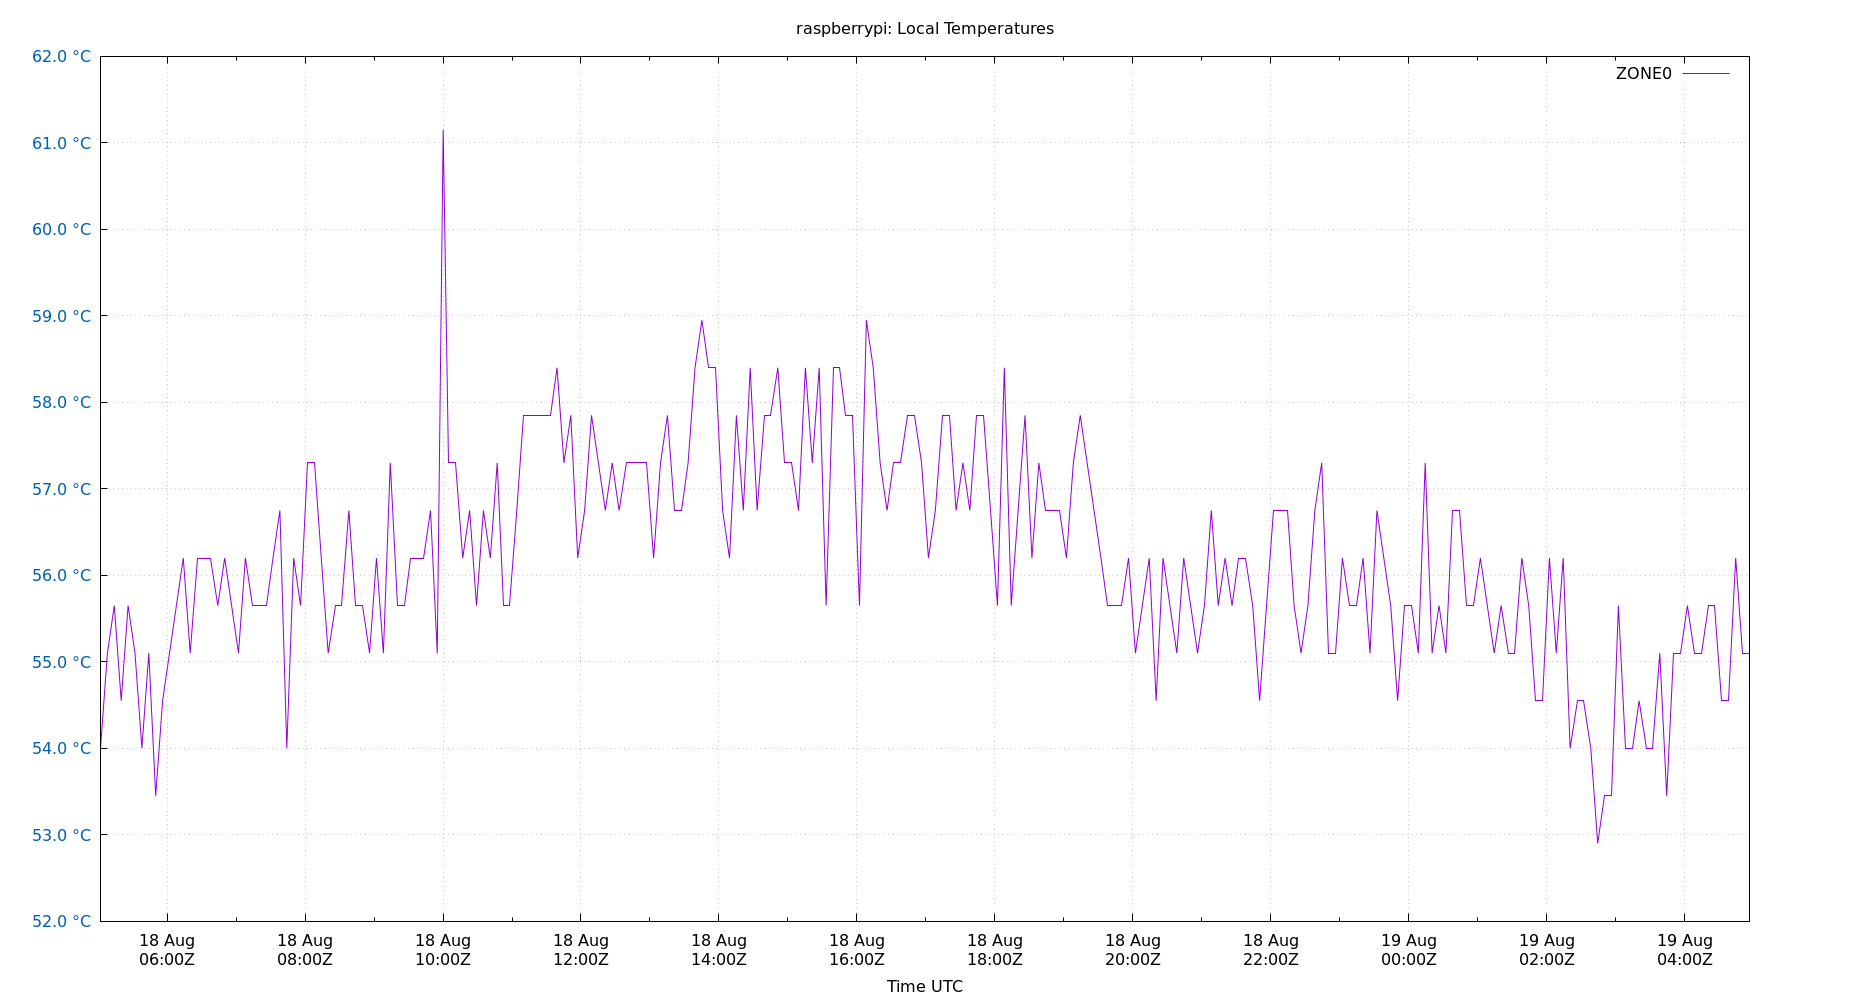 raspberrypi: Local Temperatures
62.0 °C
61.0 °C
60.0 °C
59.0 °C
58.0 °C
57.0 °C
56.0 °C
55.0 °C
54.0 °C
53.0 °C
52.0 °C
ZONE0
18 Aug 18 Aug 18 Aug 18 Aug 18 Aug 18 Aug 18 Aug 18 Aug 18 Aug 19 Aug 19 Aug 19 Aug
06:00Z 08:00Z 10:00Z 12:00Z 14:00Z 16:00Z 18:00Z 20:00Z 22:00Z 00:00Z 02:00Z 04:00Z
Time UTC